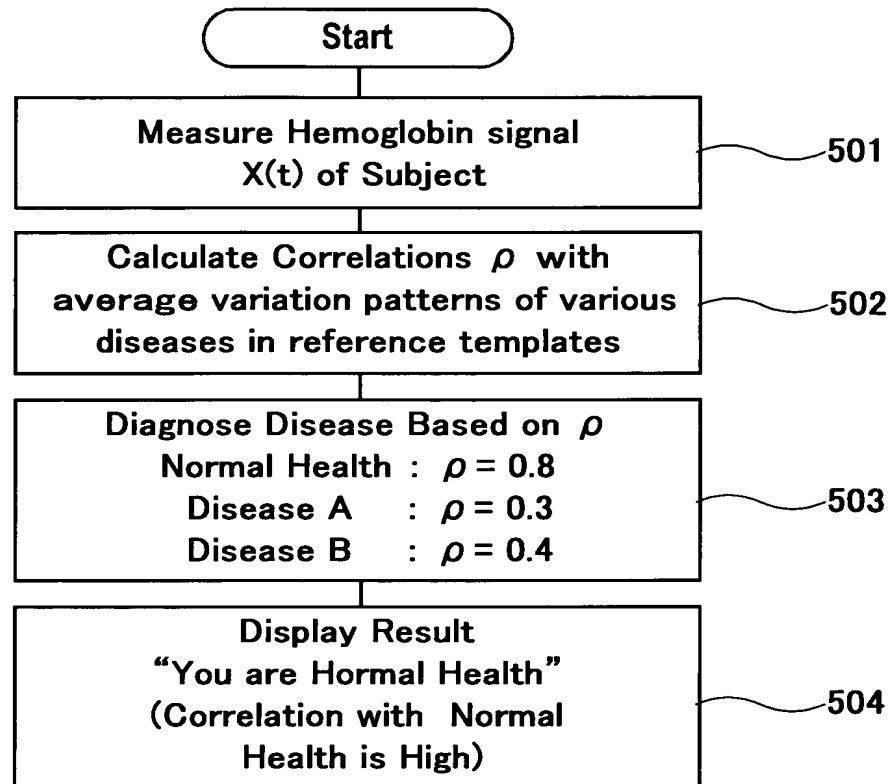 Start
Measure Hemoglobin signal
X(t) of Subject
501
Calculate Correlations ρ with
average variation patterns of various
diseases in reference templates
502
Diagnose Disease Based on ρ
Normal Health : ρ = 0.8
Disease A : ρ = 0.3
Disease B : ρ = 0.4
503
Display Result
“You are Hormal Health”
(Correlation with Normal
Health is High)
504